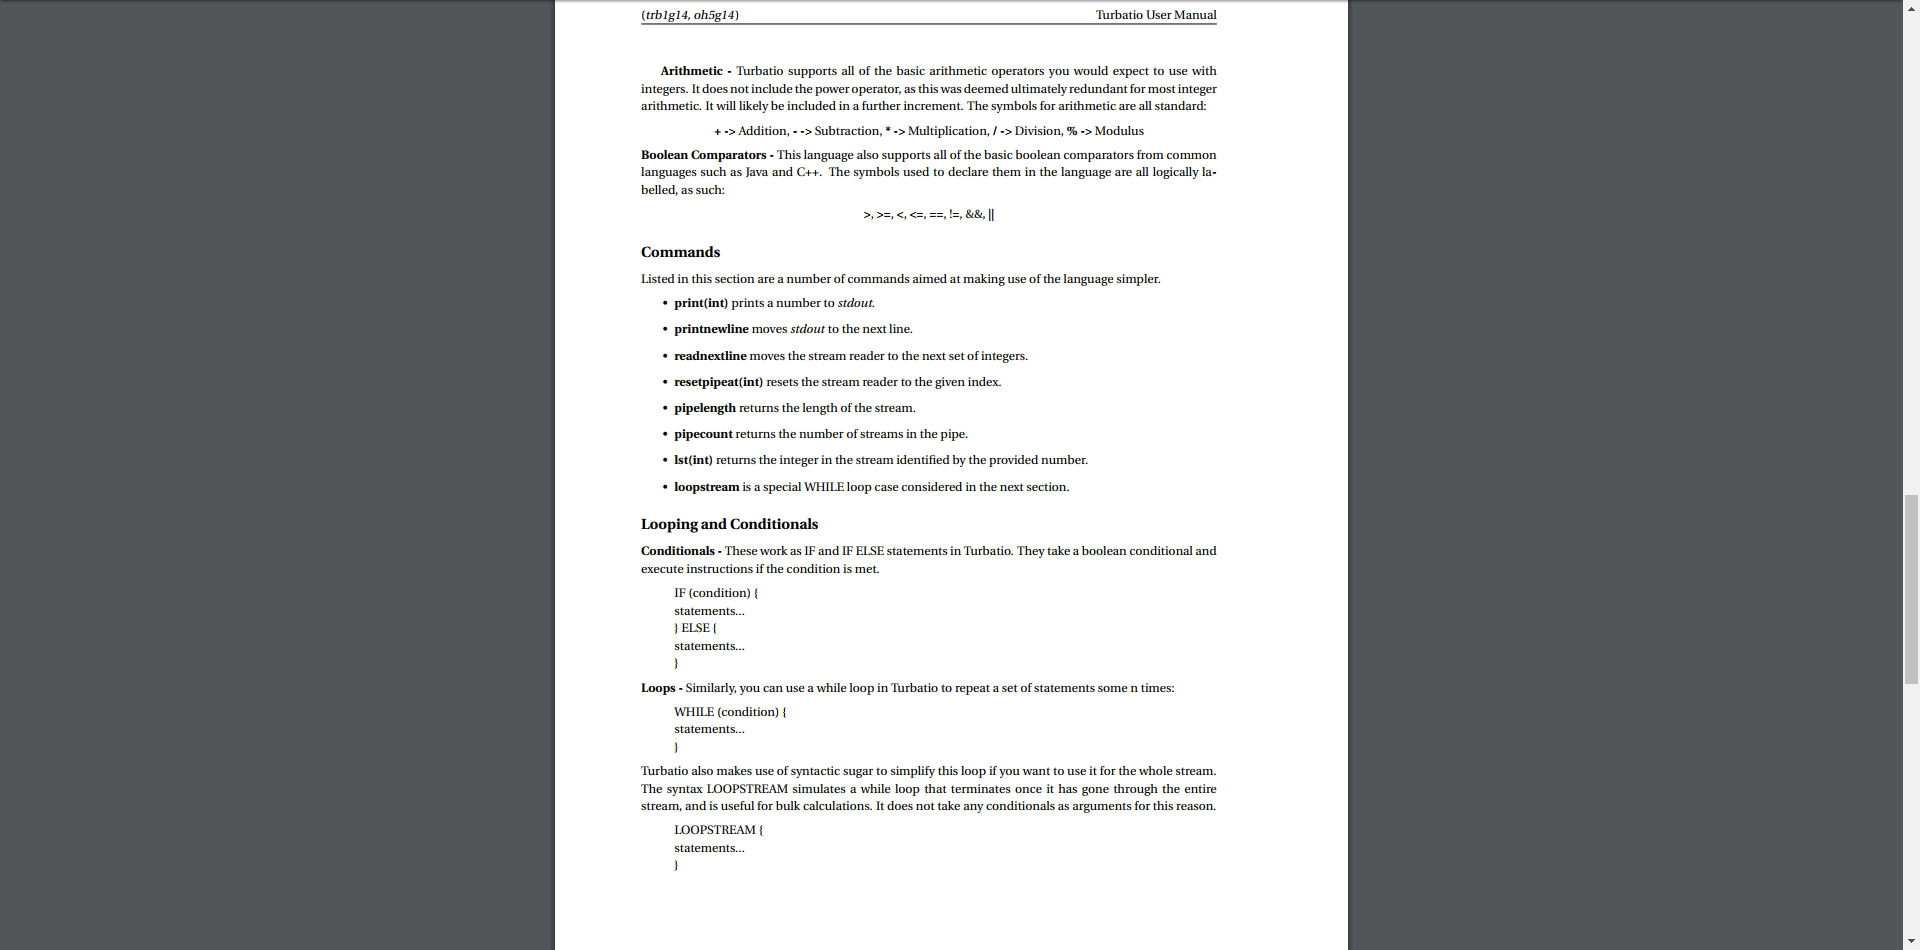 (trb1g14, oh5g14) Turbatio User Manual
Arithmetic - Turbatio supports all of the basic arithmetic operators you would expect to use with
integers. It does not include the power operator, as this was deemed ultimately redundant for most integer
arithmetic. It will likely be included in a further increment. The symbols for arithmetic are all standard:
+ -> Addition, - -> Subtraction, * -> Multiplication, / -> Division, % -> Modulus
Boolean Comparators - This language also supports all of the basic boolean comparators from common
languages such as Java and C++. The symbols used to declare them in the language are all logically la-
belled, as such:
>, >=, <, <=, ==, !=, &&, ||
Commands
Listed in this section are a number of commands aimed at making use of the language simpler.
• print(int) prints a number to stdout.
• printnewline moves stdout to the next line.
• readnextline moves the stream reader to the next set of integers.
• resetpipeat(int) resets the stream reader to the given index.
• pipelength returns the length of the stream.
• pipecount returns the number of streams in the pipe.
• lst(int) returns the integer in the stream identified by the provided number.
• loopstream is a special WHILE loop case considered in the next section.
Looping and Conditionals
Conditionals - These work as IF and IF ELSE statements in Turbatio. They take a boolean conditional and
execute instructions if the condition is met.
IF (condition) {
statements...
} ELSE {
statements...
}
Loops - Similarly, you can use a while loop in Turbatio to repeat a set of statements some n times:
WHILE (condition) {
statements...
}
Turbatio also makes use of syntactic sugar to simplify this loop if you want to use it for the whole stream.
The syntax LOOPSTREAM simulates a while loop that terminates once it has gone through the entire
stream, and is useful for bulk calculations. It does not take any conditionals as arguments for this reason.
LOOPSTREAM {
statements...
}